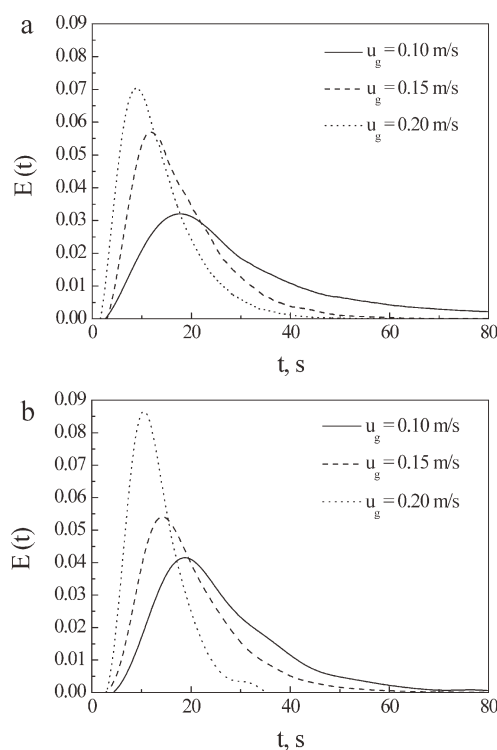 a
0.09
0.08
0.07
0.06
0.05
0.04
0.03
0.02
0.01
0.00
E (t)
u_g = 0.10 m/s
u_g = 0.15 m/s
u_g = 0.20 m/s
0 20 40 60 80
t, s
b
0.09
0.08
0.07
0.06
0.05
0.04
0.03
0.02
0.01
0.00
E (t)
u_g = 0.10 m/s
u_g = 0.15 m/s
u_g = 0.20 m/s
0 20 40 60 80
t, s